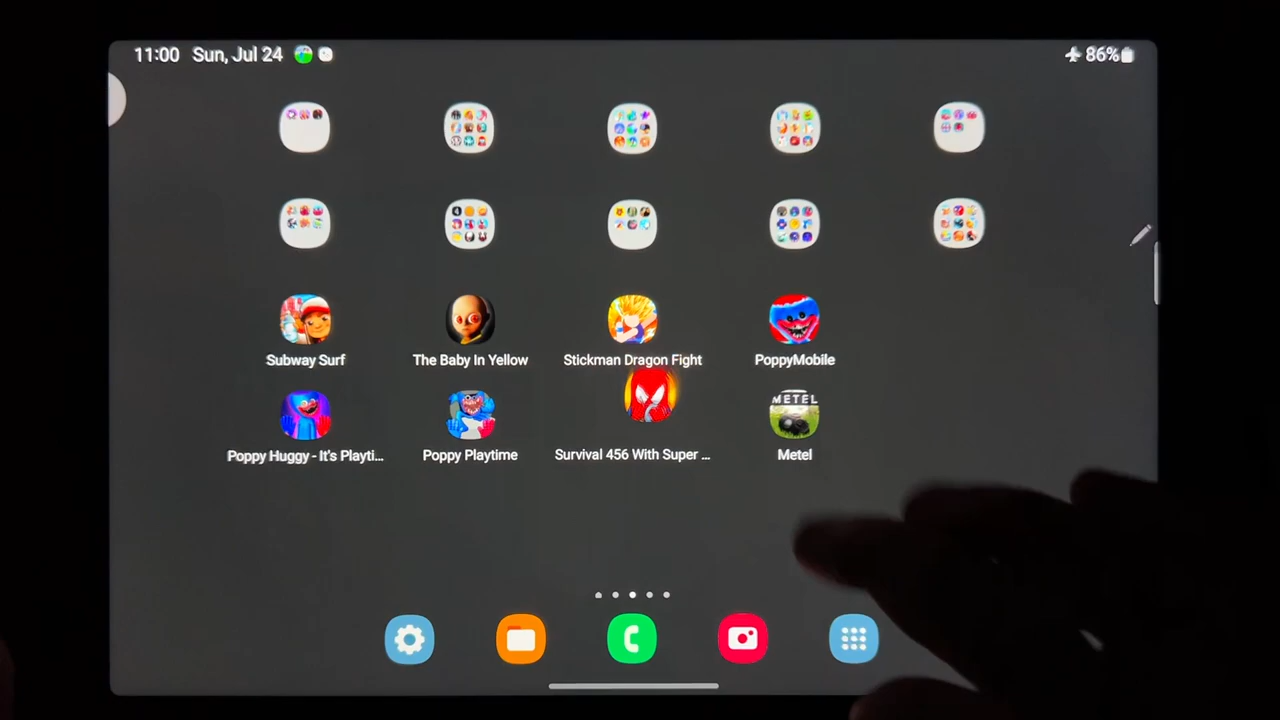 11:00 Sun, Jul 24
86%
Subway Surf
The Baby In Yellow
Stickman Dragon Fight
PoppyMobile
METEL
Poppy Huggy - It's Playti...
Poppy Playtime
Survival 456 With Super ...
Metel